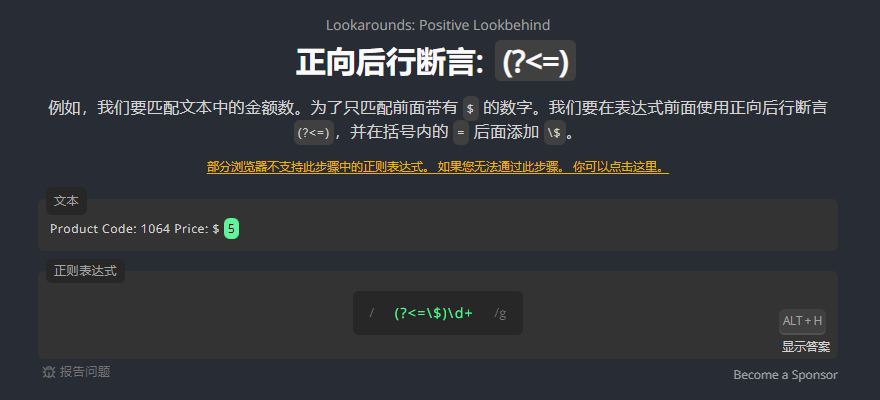 Lookarounds: Positive Lookbehind
正向后行断言: (?<=)
例如，我们要匹配文本中的金额数。为了只匹配前面带有 $ 的数字。我们要在表达式前面使用正向后行断言
(?<=)，并在括号内的 = 后面添加 \$。
部分浏览器不支持此步骤中的正则表达式。 如果您无法通过此步骤。 你可以点击这里。
文本
Product Code: 1064 Price: $ 5
正则表达式
/ (?<=\$)\d+ /g
ALT + H
显示答案
报告问题
Become a Sponsor